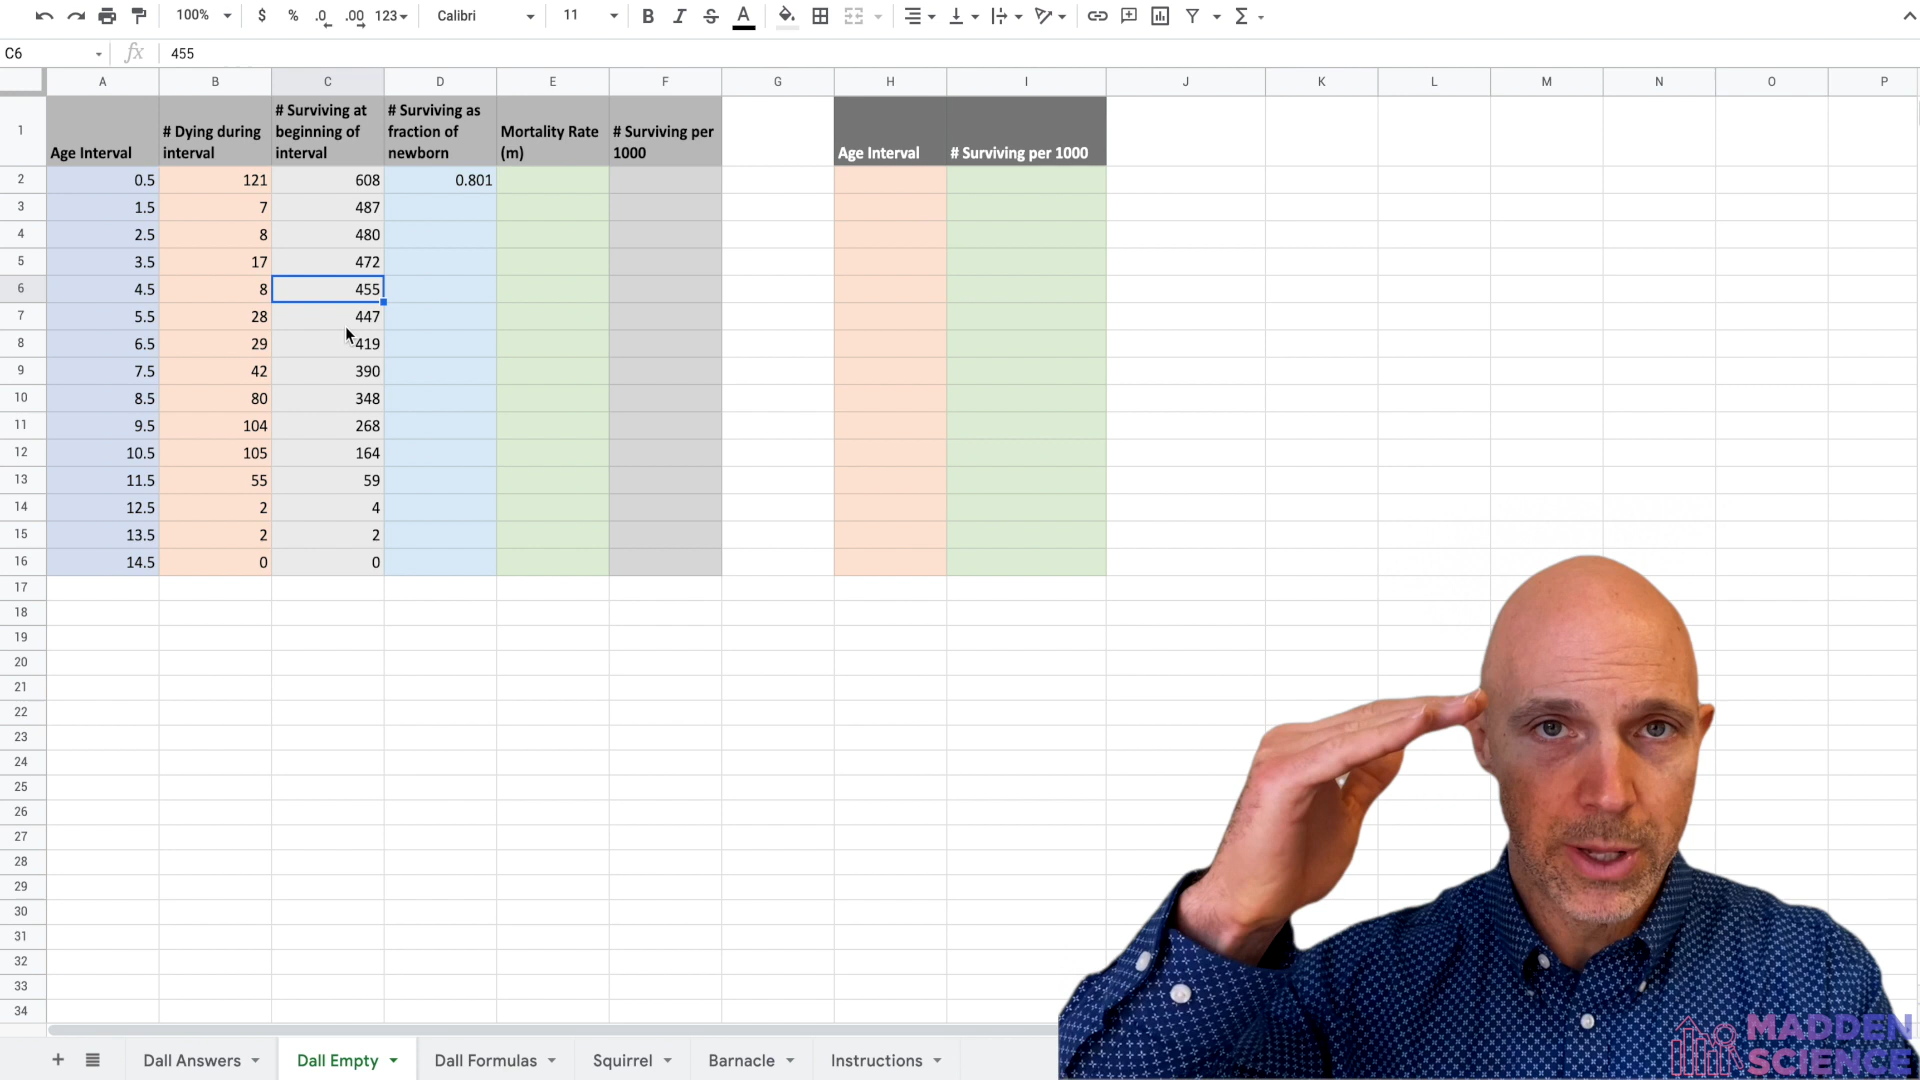 100% $ % .0 .00 123 Calibri 11 B I S A Σ
C6 fx 455
A B C D E F G H I J K L M N O P
1 Age Interval # Dying during interval # Surviving at beginning of interval # Surviving as fraction of newborn Mortality Rate (m) # Surviving per 1000 Age Interval # Surviving per 1000
2 0.5 121 608 0.801
3 1.5 7 487
4 2.5 8 480
5 3.5 17 472
6 4.5 8 455
7 5.5 28 447
8 6.5 29 419
9 7.5 42 390
10 8.5 80 348
11 9.5 104 268
12 10.5 105 164
13 11.5 55 59
14 12.5 2 4
15 13.5 2 2
16 14.5 0 0
17
18
19
20
21
22
23
24
25
26
27
28
29
30
31
32
33
34
Dall Answers Dall Empty Dall Formulas Squirrel Barnacle Instructions
MADDEN
SCIENCE